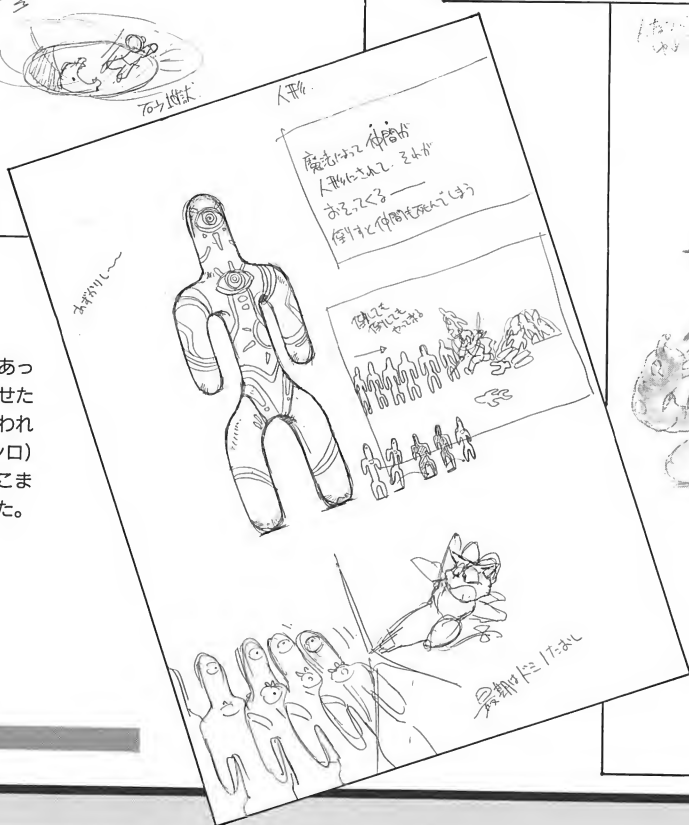 人形
魔法によって仲間が
人形にされて、それが
おそってくる——
倒すと仲間も死んでしまう
倒しても
倒しても
やってくる
最期はドミノたおし
あっ
せた
われ
ンロ)
こま
た。